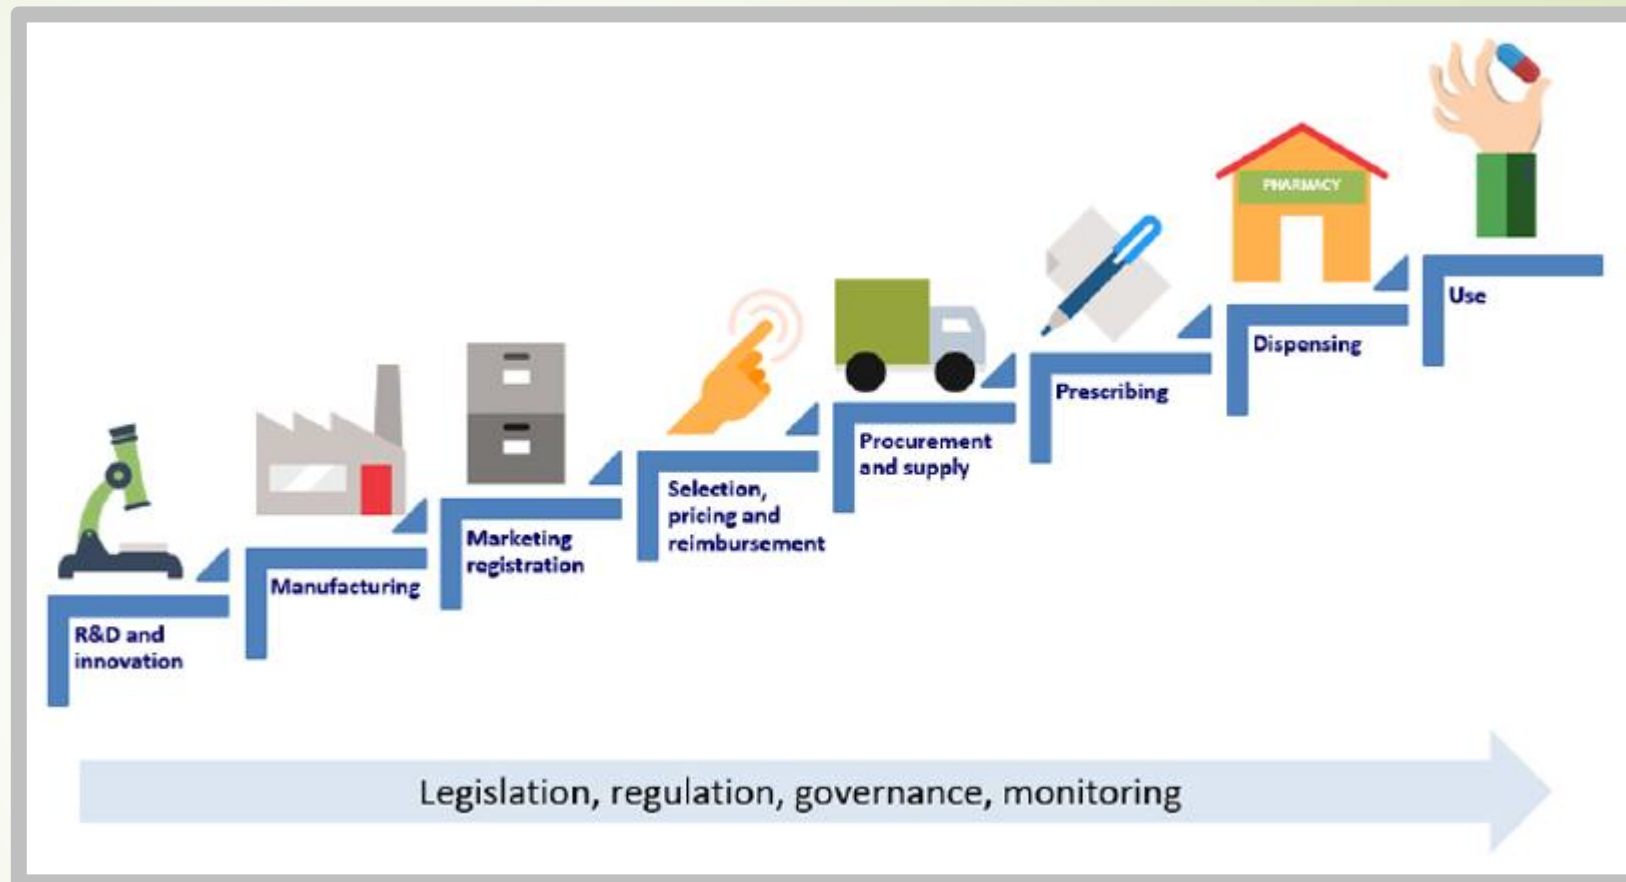 R&D and
innovation
Manufacturing
Marketing
registration
Selection,
pricing and
reimbursement
Procurement
and supply
Prescribing
PHARMACY
Dispensing
Use
Legislation, regulation, governance, monitoring